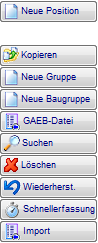 Neue Position
Kopieren
Neue Gruppe
Neue Baugruppe
GAEB-Datei
Suchen
Löschen
Wiederherst.
Schnellerfassung
Import